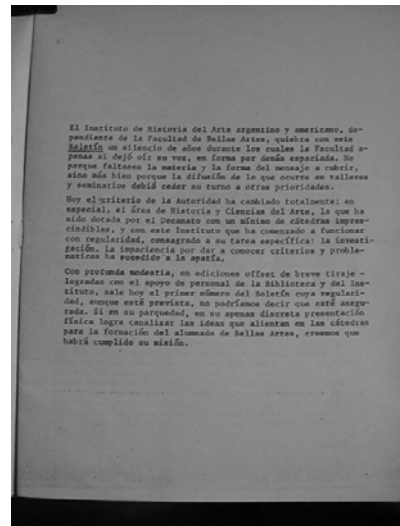 El Instituto de Historia del Arte argentino y americano, de-
pendiente de la Facultad de Bellas Artes, quiebra con este
Boletín un silencio de años durante los cuales la Facultad a-
penas si dejó oír su voz, en forma por demás espaciada. No
porque faltasen la materia y la forma del mensaje a cubrir,
sino más bien porque la difusión de lo que ocurre en talleres
y seminarios debió ceder su turno a otras prioridades.
Hoy el criterio de la Autoridad ha cambiado totalmente; en
especial, el área de Historia y Ciencias del Arte, la que ha
sido dotada por el Decanato con un mínimo de cátedras impres-
cindibles, y con este Instituto que ha comenzado a funcionar
con regularidad, consagrado a su tarea específica: la investi-
gación. La impaciencia por dar a conocer criterios y proble-
máticas ha sucedido a la apatía.
Con profunda modestia, en ediciones offset de breve tiraje -
logradas con el apoyo de personal de la Biblioteca y del Ins-
tituto, sale hoy el primer número del Boletín cuya regulari-
dad, aunque está prevista, no podríamos decir que está asegu-
rada. Si en su parquedad, en su apenas discreta presentación
física logra canalizar las ideas que alientan en las cátedras
para la formación del alumnado de Bellas Artes, creemos que
habrá cumplido su misión.